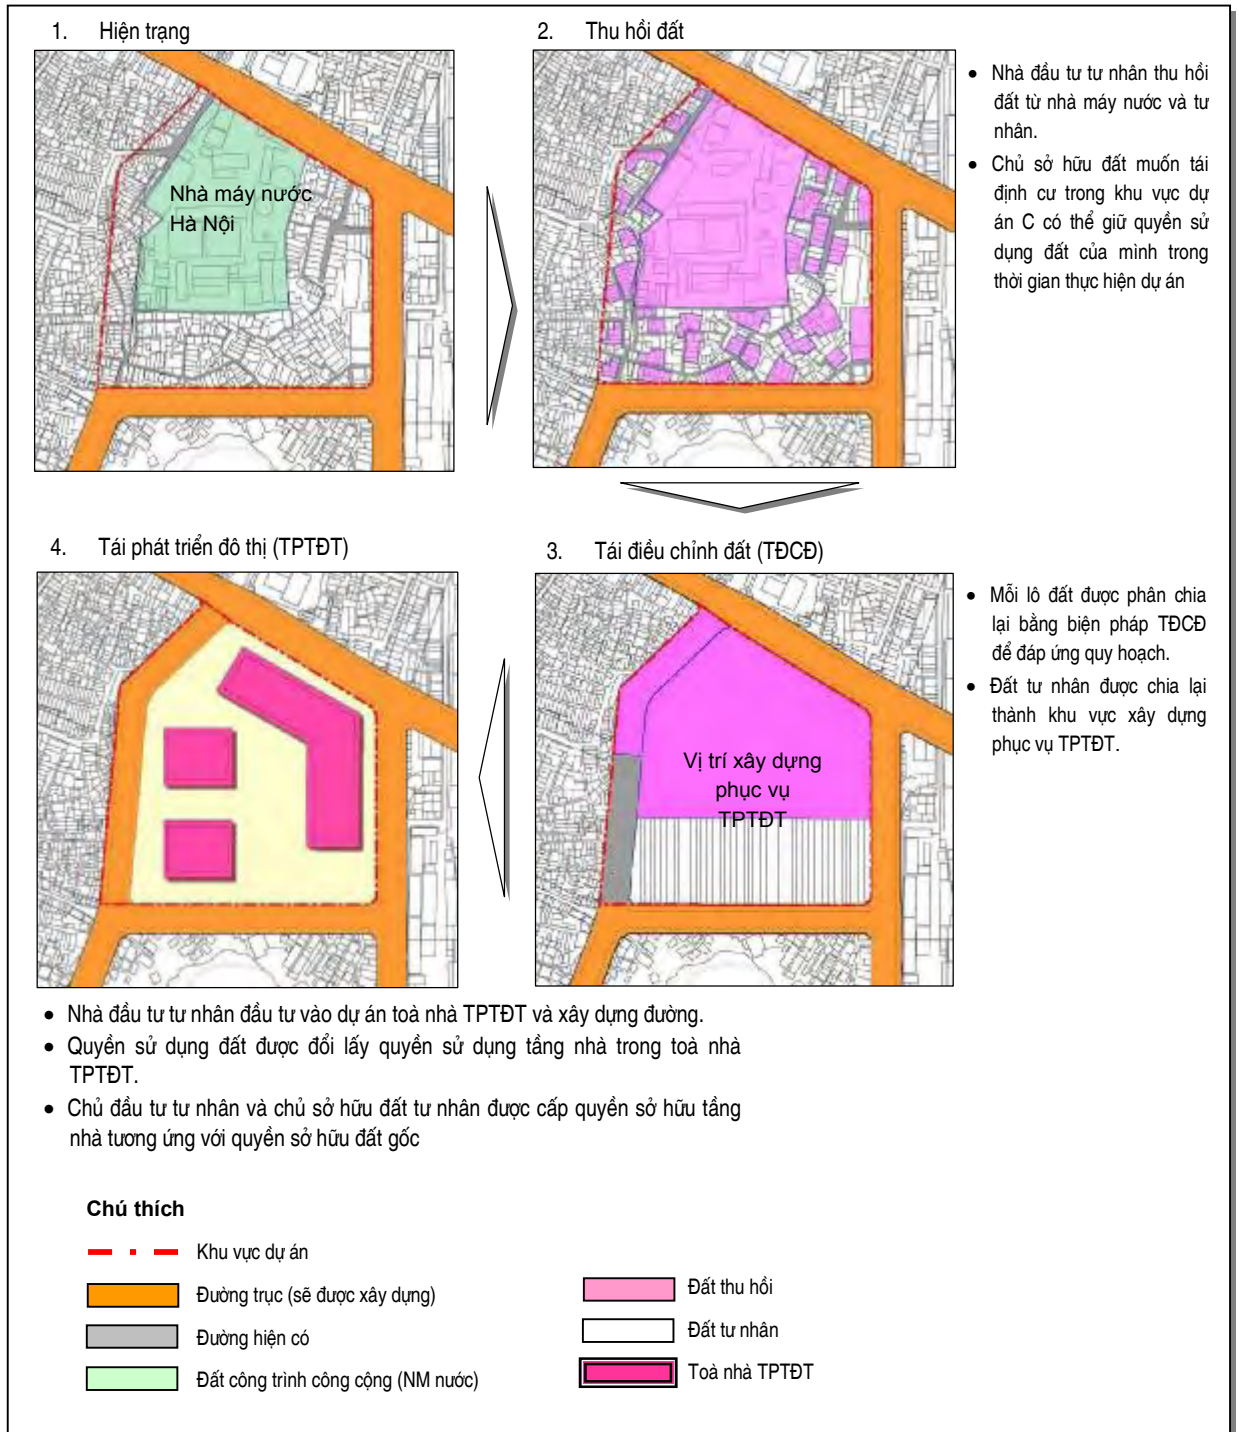 1. Hiện trạng
Nhà máy nước
Hà Nội
2. Thu hồi đất
• Nhà đầu tư tư nhân thu hồi
đất từ nhà máy nước và tư
nhân.
• Chủ sở hữu đất muốn tái
định cư trong khu vực dự
án C có thể giữ quyền sử
dụng đất của mình trong
thời gian thực hiện dự án
3. Tái điều chỉnh đất (TĐCĐ)
Vị trí xây dựng
phục vụ
TPTĐT
• Mỗi lô đất được phân chia
lại bằng biện pháp TĐCĐ
để đáp ứng quy hoạch.
• Đất tư nhân được chia lại
thành khu vực xây dựng
phục vụ TPTĐT.
4. Tái phát triển đô thị (TPTĐT)
• Nhà đầu tư tư nhân đầu tư vào dự án toà nhà TPTĐT và xây dựng đường.
• Quyền sử dụng đất được đổi lấy quyền sử dụng tầng nhà trong toà nhà
TPTĐT.
• Chủ đầu tư tư nhân và chủ sở hữu đất tư nhân được cấp quyền sở hữu tầng
nhà tương ứng với quyền sở hữu đất gốc
Chú thích
Khu vực dự án
Đường trục (sẽ được xây dựng)
Đường hiện có
Đất công trình công cộng (NM nước)
Đất thu hồi
Đất tư nhân
Toà nhà TPTĐT